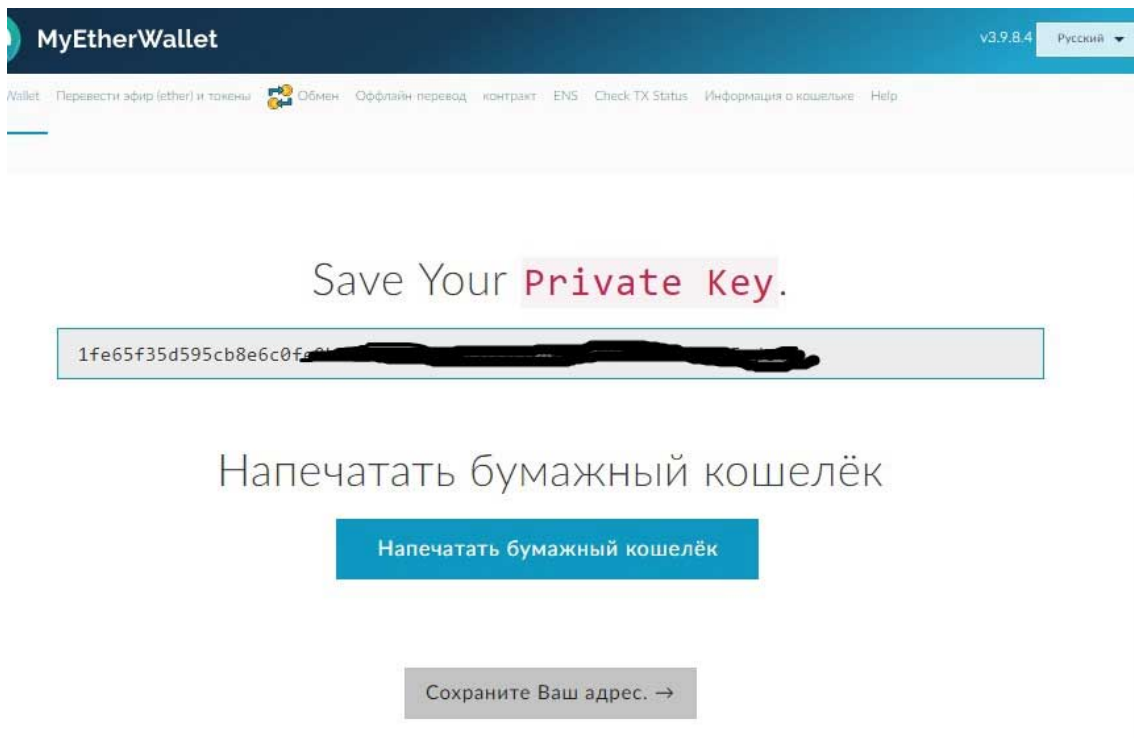 MyEtherWallet
v3.9.8.4 Русский
Wallet Перевести эфир (ether) и токены Обмен Оффлайн-перевод контракт ENS Check TX Status Информация о кошельке Help
Save Your Private Key.
Напечатать бумажный кошелёк
Напечатать бумажный кошелёк
Сохраните Ваш адрес. →